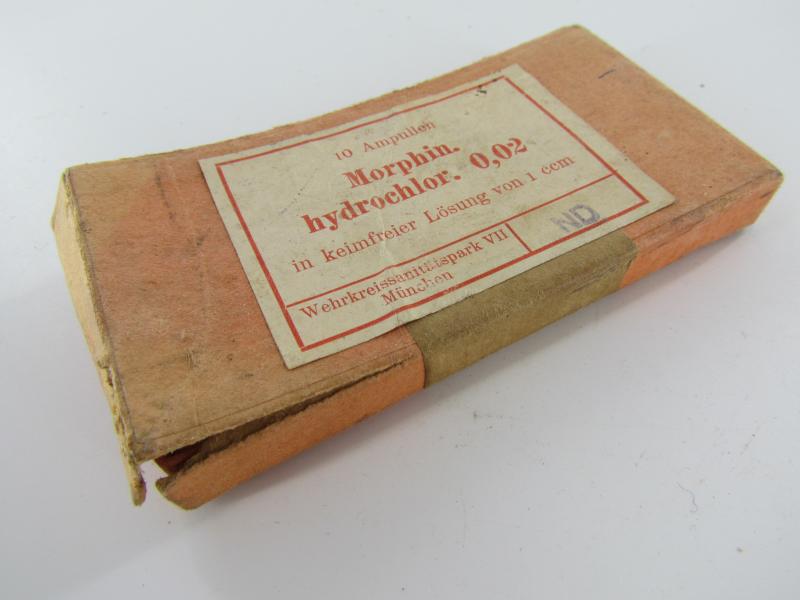 10 Ampullen
Morphin.
hydrochlor. 0,02
in keimfreier Lösung von 1 ccm
Wehrkreissanitätspark VII
München
ND